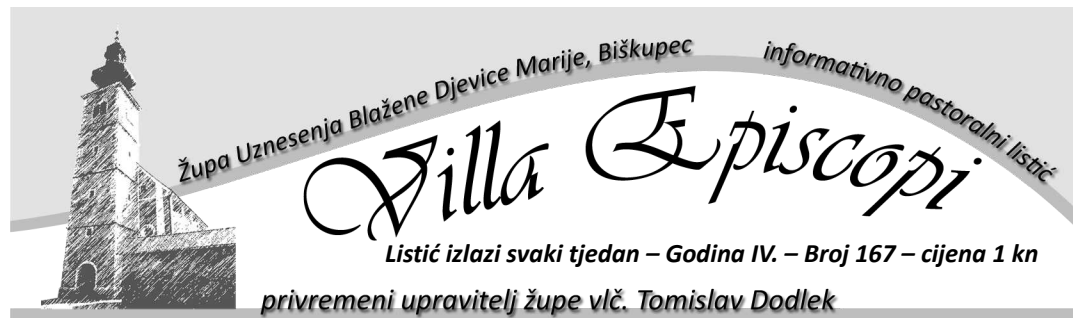 Župa Uznesenja Blažene Djevice Marije, Biškupec
informativno pastoralni listić
Villa Episcopi
Listić izlazi svaki tjedan – Godina IV. – Broj 167 – cijena 1 kn
privremeni upravitelj župe vlč. Tomislav Dodlek